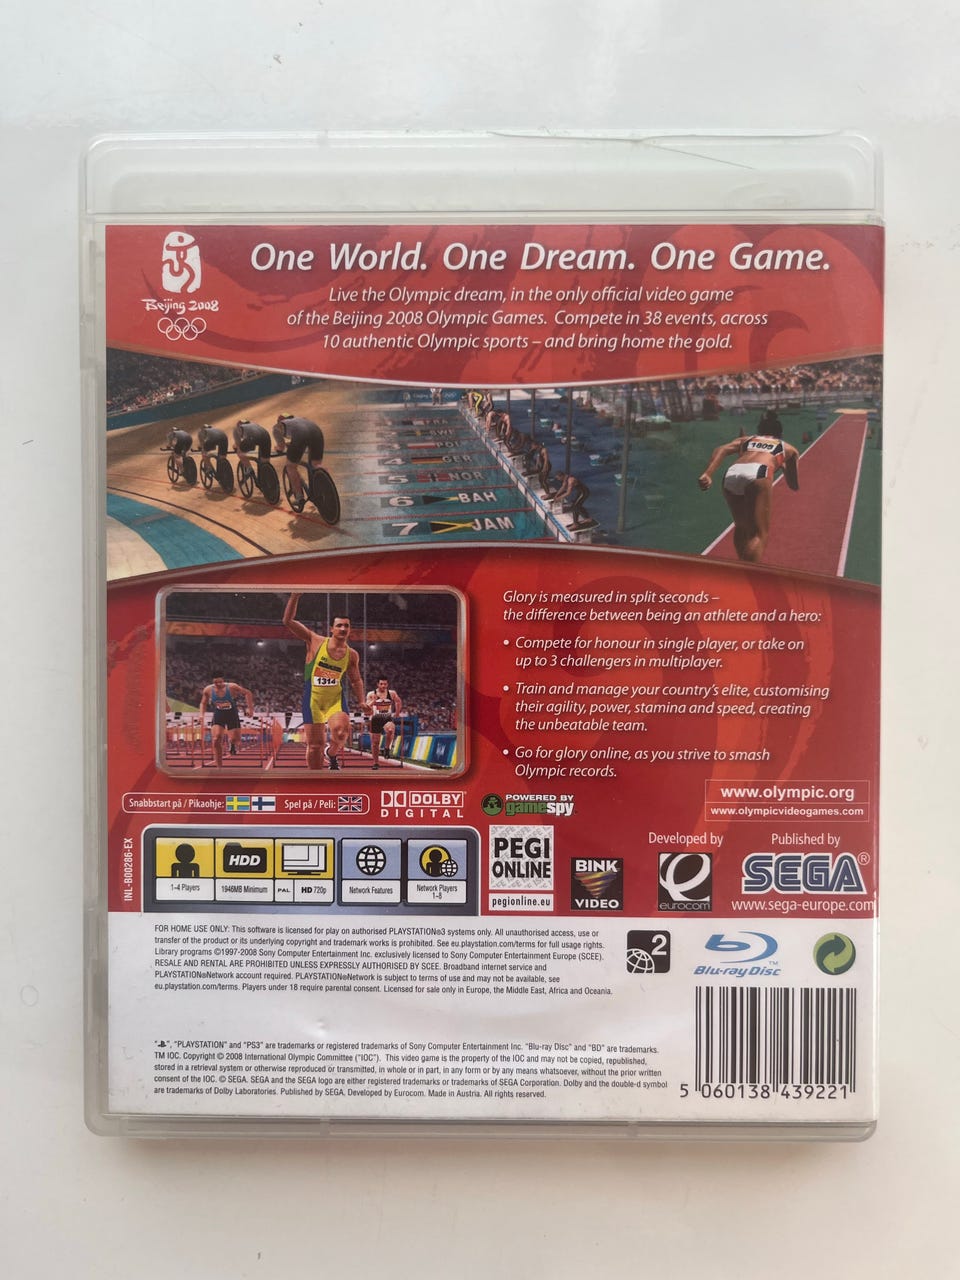 One World. One Dream. One Game.
Beijing 2008
Live the Olympic dream, in the only official video game
of the Beijing 2008 Olympic Games. Compete in 38 events, across
10 authentic Olympic sports – and bring home the gold.
4 GER
5 NOR
6 BAH
7 JAM
1805
1314
Glory is measured in split seconds –
the difference between being an athlete and a hero:
• Compete for honour in single player, or take on
up to 3 challengers in multiplayer.
• Train and manage your country's elite, customising
their agility, power, stamina and speed, creating
the unbeatable team.
• Go for glory online, as you strive to smash
Olympic records.
www.olympic.org
www.olympicvideogames.com
Snabbstart på / Pikaohje: Spel på / Peli:
DOLBY
DIGITAL
POWERED BY
gamespy
INL-B00286-EX
1–4 Players
HDD
1946MB Minimum
PAL HD 720p
Network Features
Network Players
1–8
PEGI
ONLINE
pegionline.eu
BINK
VIDEO
Developed by
eurocom
Published by
SEGA®
www.sega-europe.com
FOR HOME USE ONLY: This software is licensed for play on authorised PLAYSTATION®3 systems only. All unauthorised access, use or
transfer of the product or its underlying copyright and trademark works is prohibited. See eu.playstation.com/terms for full usage rights.
Library programs ©1997-2008 Sony Computer Entertainment Inc. exclusively licensed to Sony Computer Entertainment Europe (SCEE).
RESALE AND RENTAL ARE PROHIBITED UNLESS EXPRESSLY AUTHORISED BY SCEE. Broadband internet service and
PLAYSTATION®Network account required. PLAYSTATION®Network is subject to terms of use and may not be available, see
eu.playstation.com/terms. Players under 18 require parental consent. Licensed for sale only in Europe, the Middle East, Africa and Oceania.
2
Blu-ray Disc™
", "PLAYSTATION" and "PS3" are trademarks or registered trademarks of Sony Computer Entertainment Inc. "Blu-ray Disc" and "BD" are trademarks.
TM IOC. Copyright © 2008 International Olympic Committee ("IOC"). This video game is the property of the IOC and may not be copied, republished,
stored in a retrieval system or otherwise reproduced or transmitted, in whole or in part, in any form or by any means whatsoever, without the prior written
consent of the IOC. © SEGA. SEGA and the SEGA logo are either registered trademarks or trademarks of SEGA Corporation. Dolby and the double-d symbol
are trademarks of Dolby Laboratories. Published by SEGA. Developed by Eurocom. Made in Austria. All rights reserved.
5 060138 439221